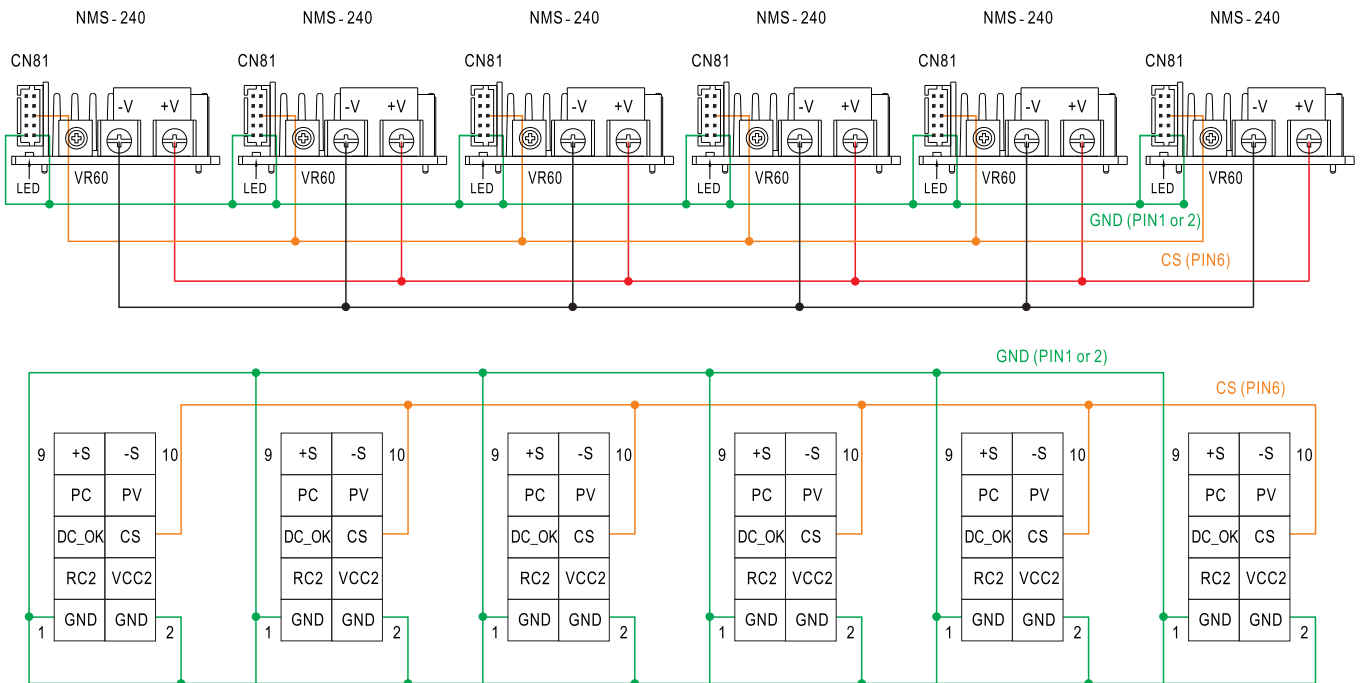 NMS-240 NMS-240 NMS-240 NMS-240 NMS-240 NMS-240
CN81 CN81 CN81 CN81 CN81 CN81
-V +V -V +V -V +V -V +V -V +V -V +V
LED VR60 LED VR60 LED VR60 LED VR60 LED VR60 LED VR60
GND (PIN1 or 2)
CS (PIN6)
GND (PIN1 or 2)
CS (PIN6)
9 +S -S 10 9 +S -S 10 9 +S -S 10 9 +S -S 10 9 +S -S 10 9 +S -S 10
PC PV PC PV PC PV PC PV PC PV PC PV
DC_OK CS DC_OK CS DC_OK CS DC_OK CS DC_OK CS DC_OK CS
RC2 VCC2 RC2 VCC2 RC2 VCC2 RC2 VCC2 RC2 VCC2 RC2 VCC2
1 GND GND 2 1 GND GND 2 1 GND GND 2 1 GND GND 2 1 GND GND 2 1 GND GND 2